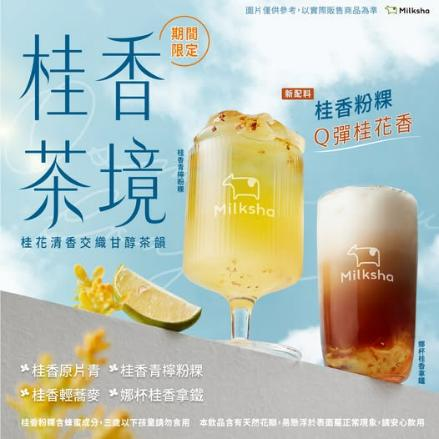 圖片僅供參考，以實際販售商品為準 Milksha
期間
限定
桂香
茶境
桂花清香交織甘醇茶韻
新配料
桂香粉粿
Q彈桂花香
桂香青檸粉粿
Milksha
Milksha
娜杯桂香拿鐵
桂香原片青 桂香青檸粉粿
桂香輕蕎麥 娜杯桂香拿鐵
桂香粉粿含蜂蜜成分，三歲以下孩童請勿食用 本飲品含有天然花瓣，易懸浮於表面屬正常現象，請安心飲用